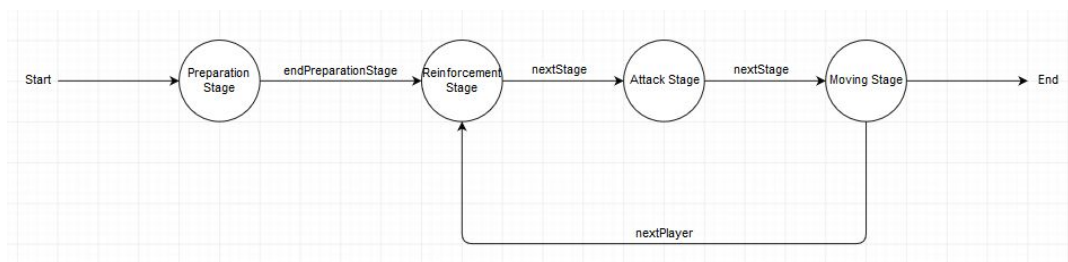 Start
Preparation
Stage
endPreparationStage
Reinforcement
Stage
nextStage
Attack Stage
nextStage
Moving Stage
End
nextPlayer